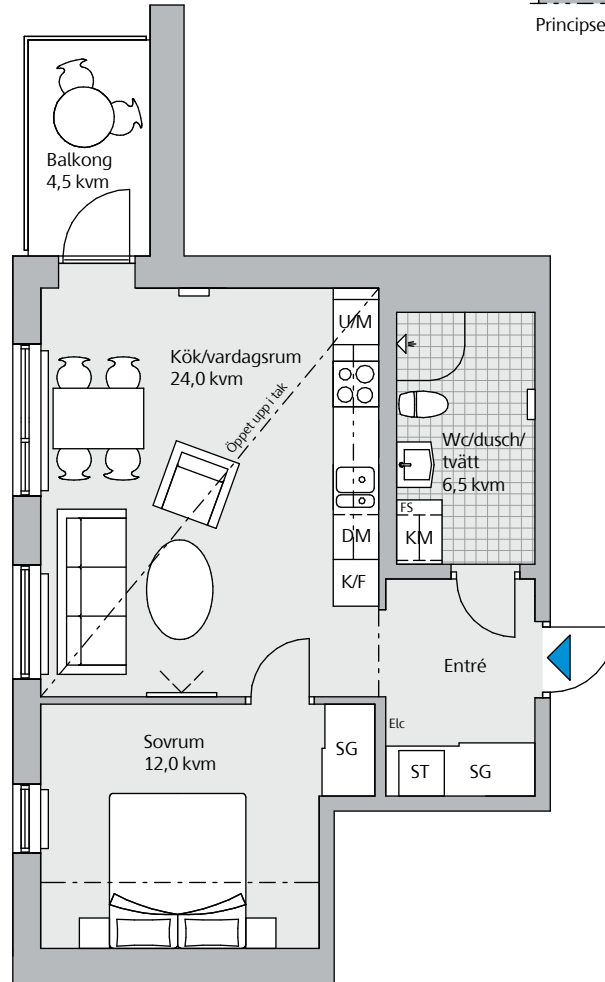 Principse
Balkong
4,5 kvm
U/M
Kök/vardagsrum
24,0 kvm
Öppet upp i tak
Wc/dusch/
tvätt
6,5 kvm
FS
DM
KM
K/F
Entré
Elc
Sovrum
12,0 kvm
SG
ST
SG